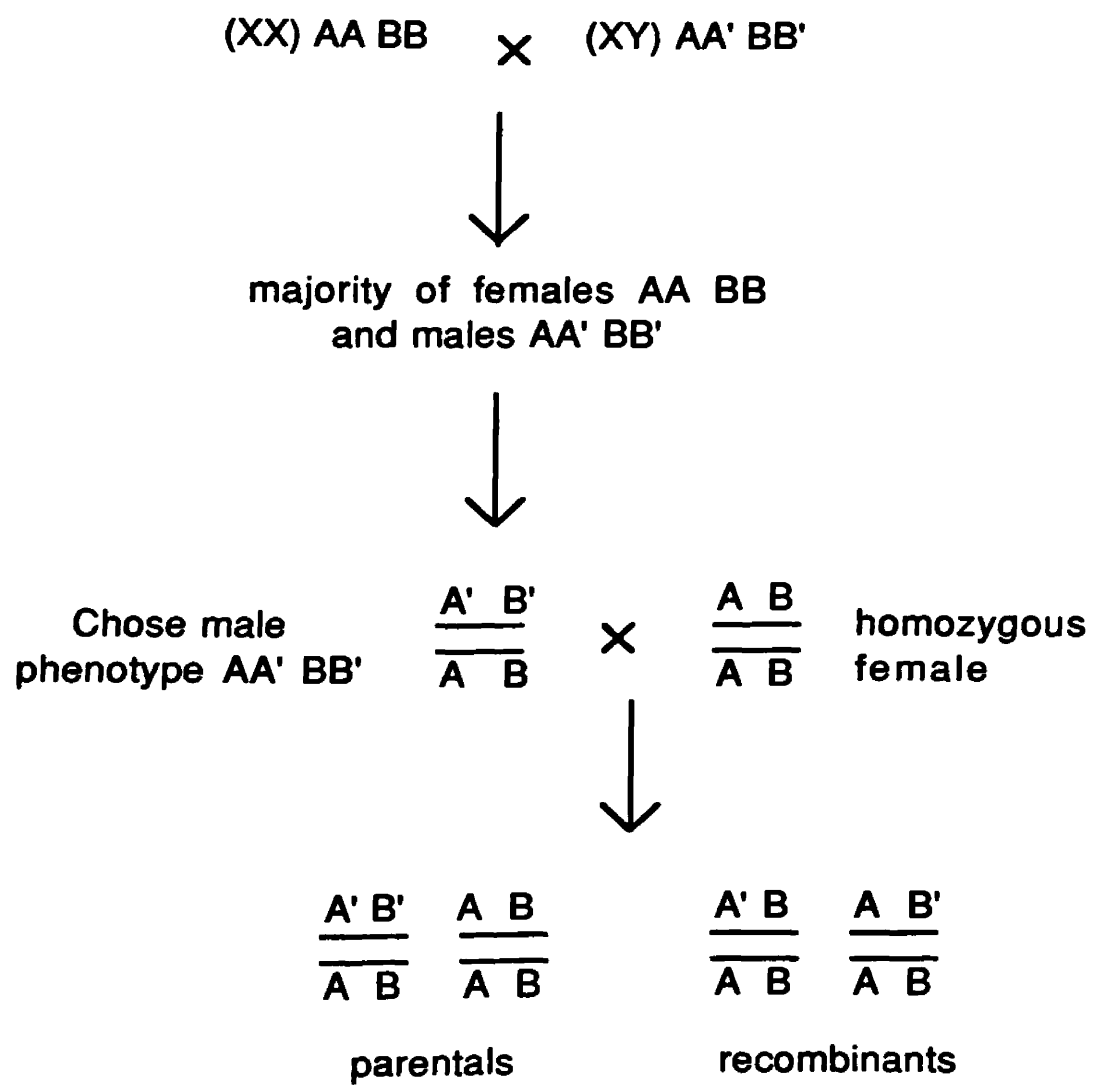 (XX) AA BB × (XY) AA' BB'
majority of females AA BB
and males AA' BB'
Chose male
phenotype AA' BB'
A' B'
A B
×
A B
A B
homozygous
female
A' B' A B A' B A B'
A B A B A B A B
parentals recombinants